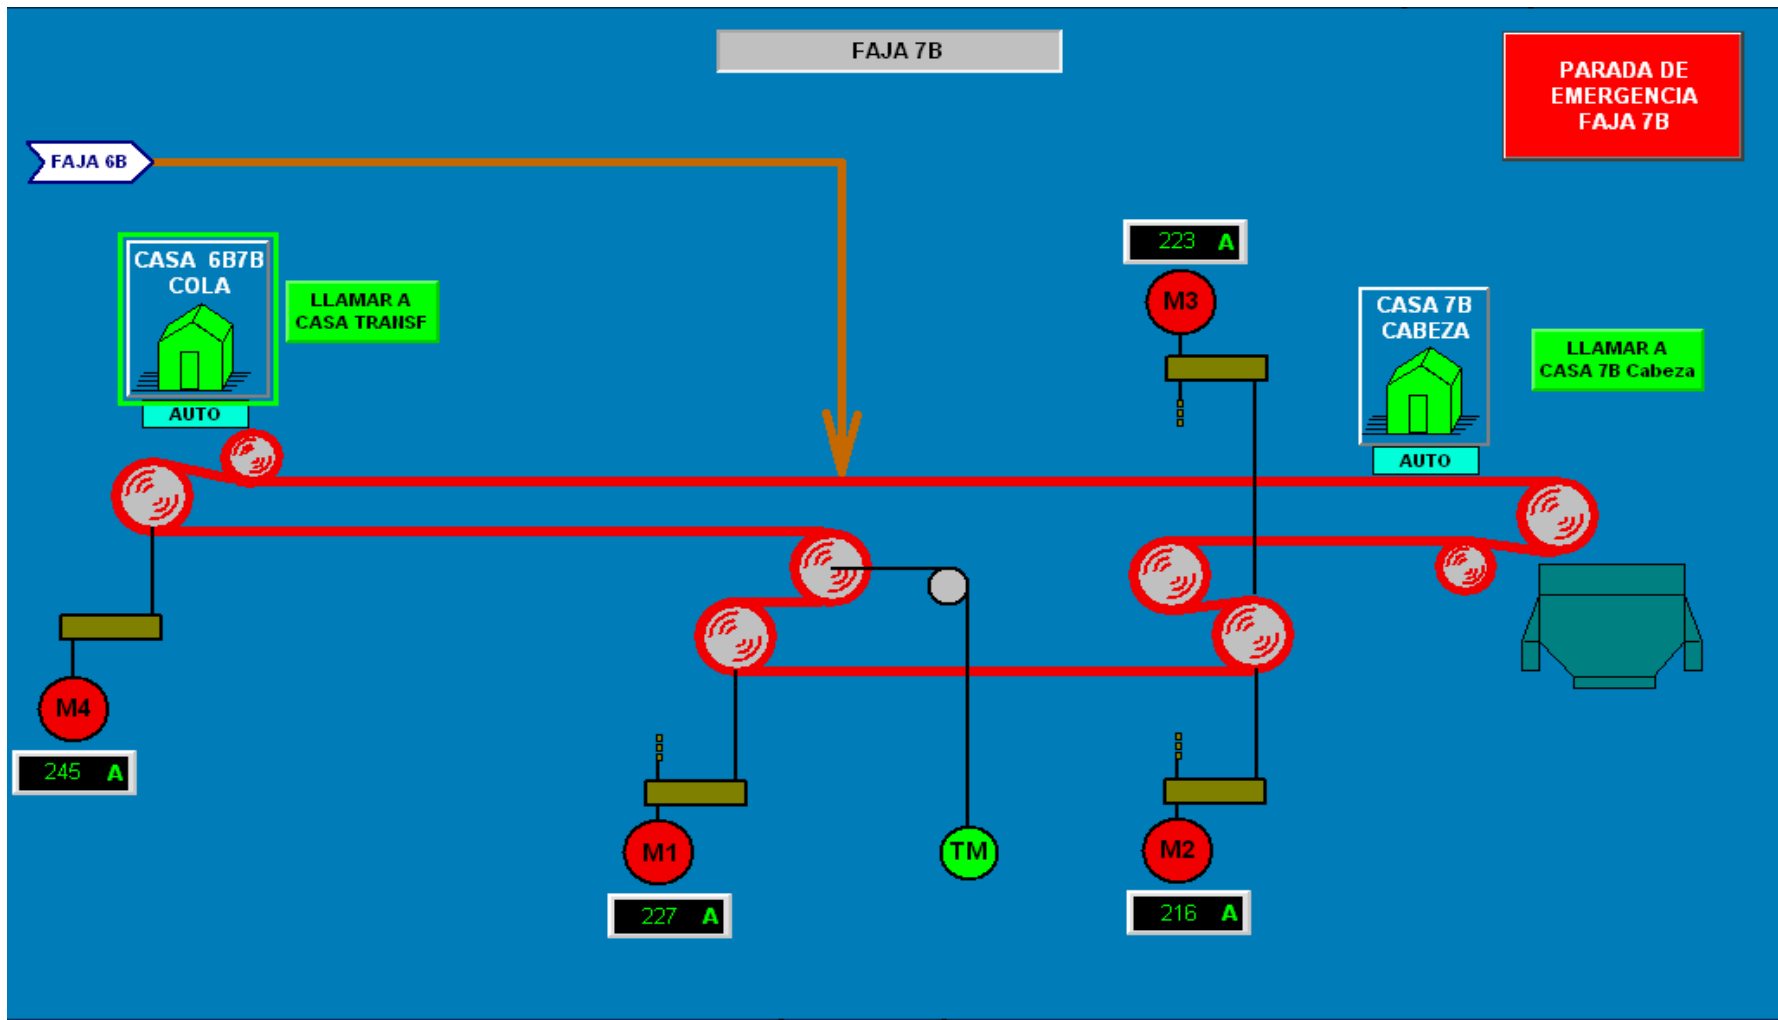 FAJA 7B
PARADA DE
EMERGENCIA
FAJA 7B
FAJA 6B
CASA 6B7B
COLA
AUTO
LLAMAR A
CASA TRANSF
223 A
M3
CASA 7B
CABEZA
AUTO
LLAMAR A
CASA 7B Cabeza
M4
245 A
M1
227 A
TM
M2
216 A